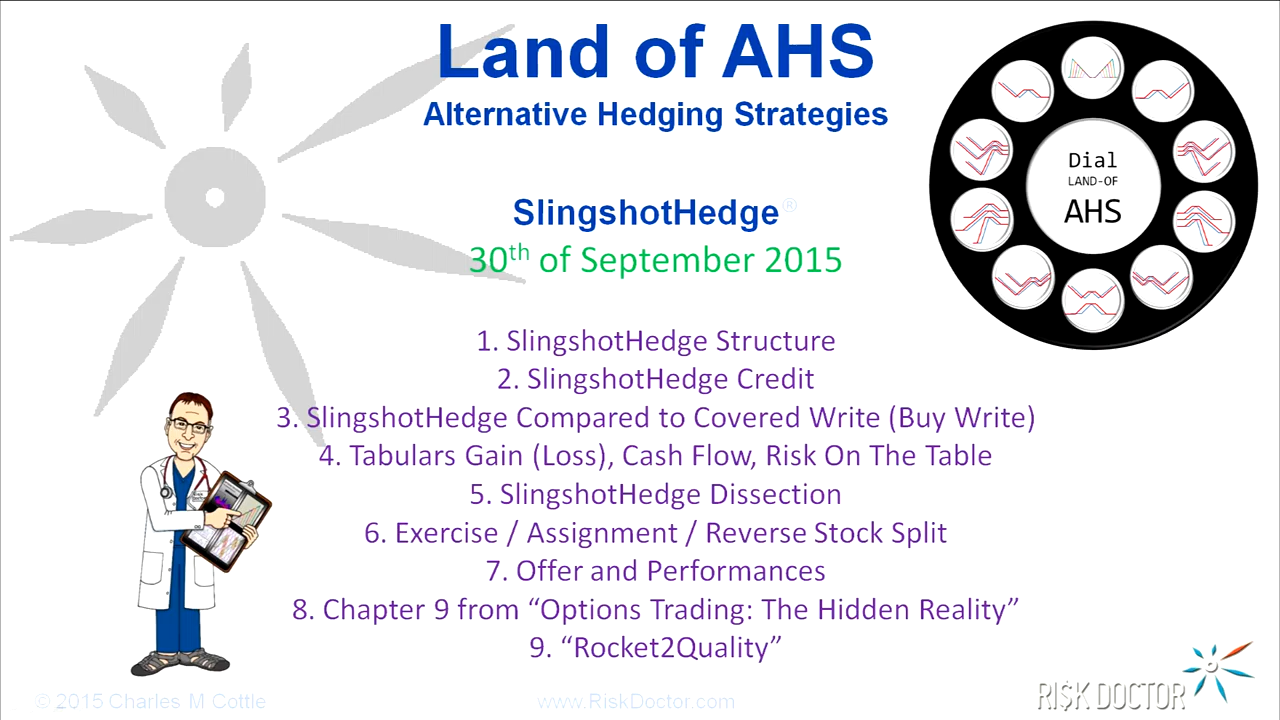 Land of AHS
Alternative Hedging Strategies
Dial
LAND-OF
AHS
SlingshotHedge®
30th of September 2015
1. SlingshotHedge Structure
2. SlingshotHedge Credit
3. SlingshotHedge Compared to Covered Write (Buy Write)
4. Tabulars Gain (Loss), Cash Flow, Risk On The Table
5. SlingshotHedge Dissection
6. Exercise / Assignment / Reverse Stock Split
7. Offer and Performances
8. Chapter 9 from “Options Trading: The Hidden Reality”
9. “Rocket2Quality”
© 2015 Charles M Cottle
www.RiskDoctor.com
RI$K DOCTOR